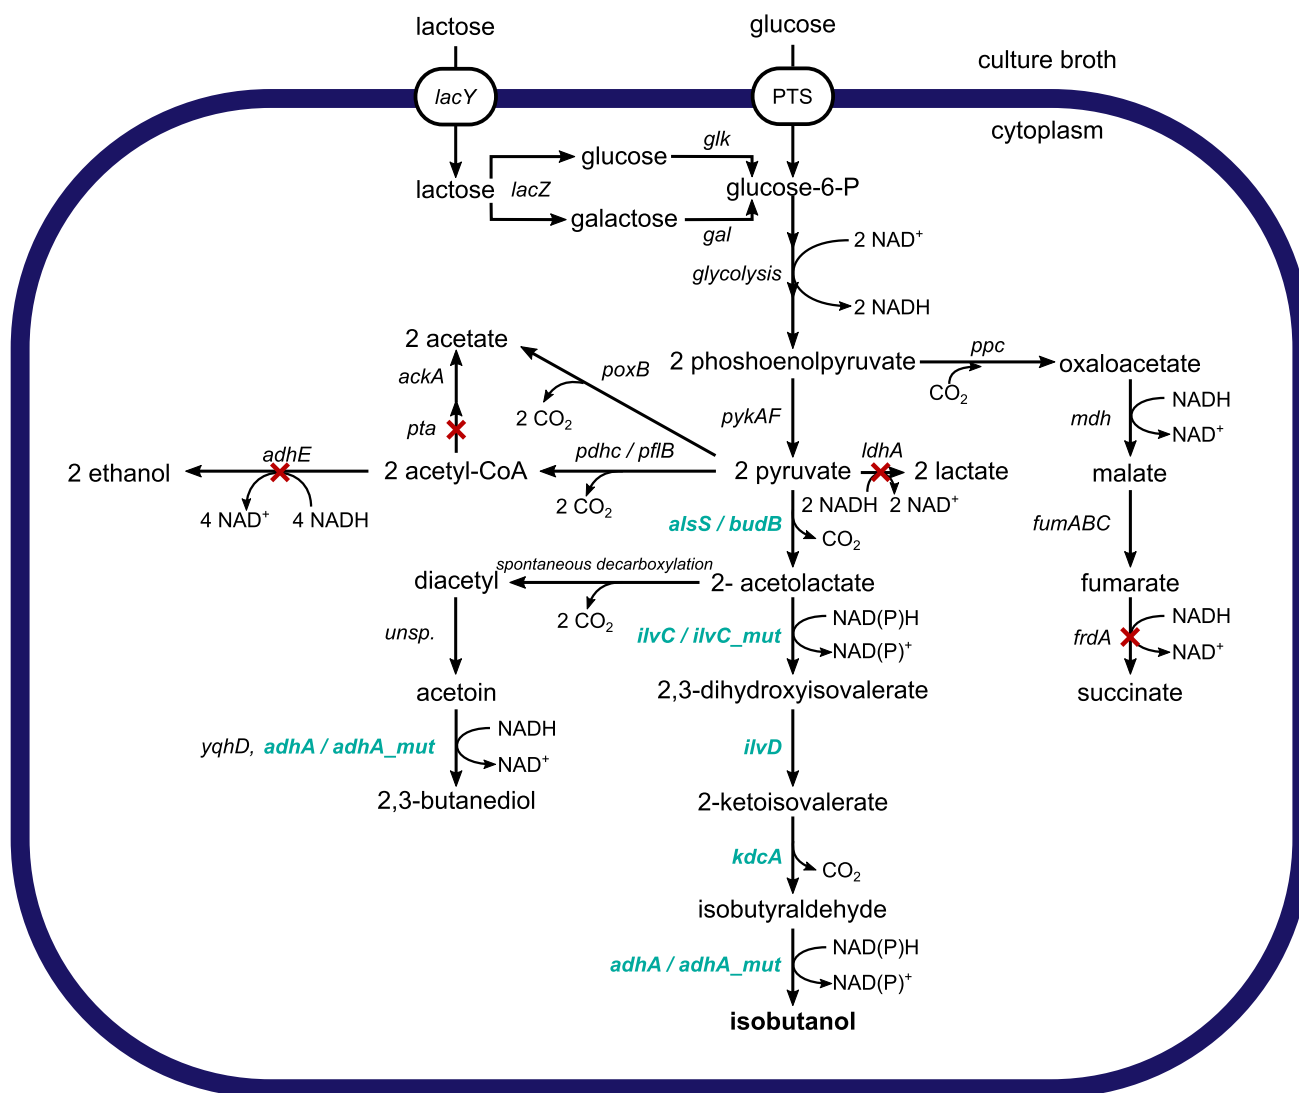 lactose
glucose
culture broth
lacY
PTS
cytoplasm
glk
glucose
lactose
lacZ
glucose-6-P
galactose
gal
2 NAD+
glycolysis
2 NADH
2 acetate
2 phoshoenolpyruvate
ppc
oxaloacetate
ackA
poxB
CO2
NADH
2 CO2
pykAF
mdh
NAD+
pta
adhE
pdhc / pflB
ldhA
2 ethanol
2 acetyl-CoA
2 pyruvate
2 lactate
malate
4 NAD+
4 NADH
2 CO2
2 NADH
2 NAD+
alsS / budB
CO2
fumABC
spontaneous decarboxylation
diacetyl
2- acetolactate
fumarate
2 CO2
NAD(P)H
NADH
unsp.
ilvC / ilvC_mut
frdA
NAD(P)+
NAD+
acetoin
2,3-dihydroxyisovalerate
succinate
NADH
yqhD, adhA / adhA_mut
ilvD
NAD+
2,3-butanediol
2-ketoisovalerate
kdcA
CO2
isobutyraldehyde
NAD(P)H
adhA / adhA_mut
NAD(P)+
isobutanol